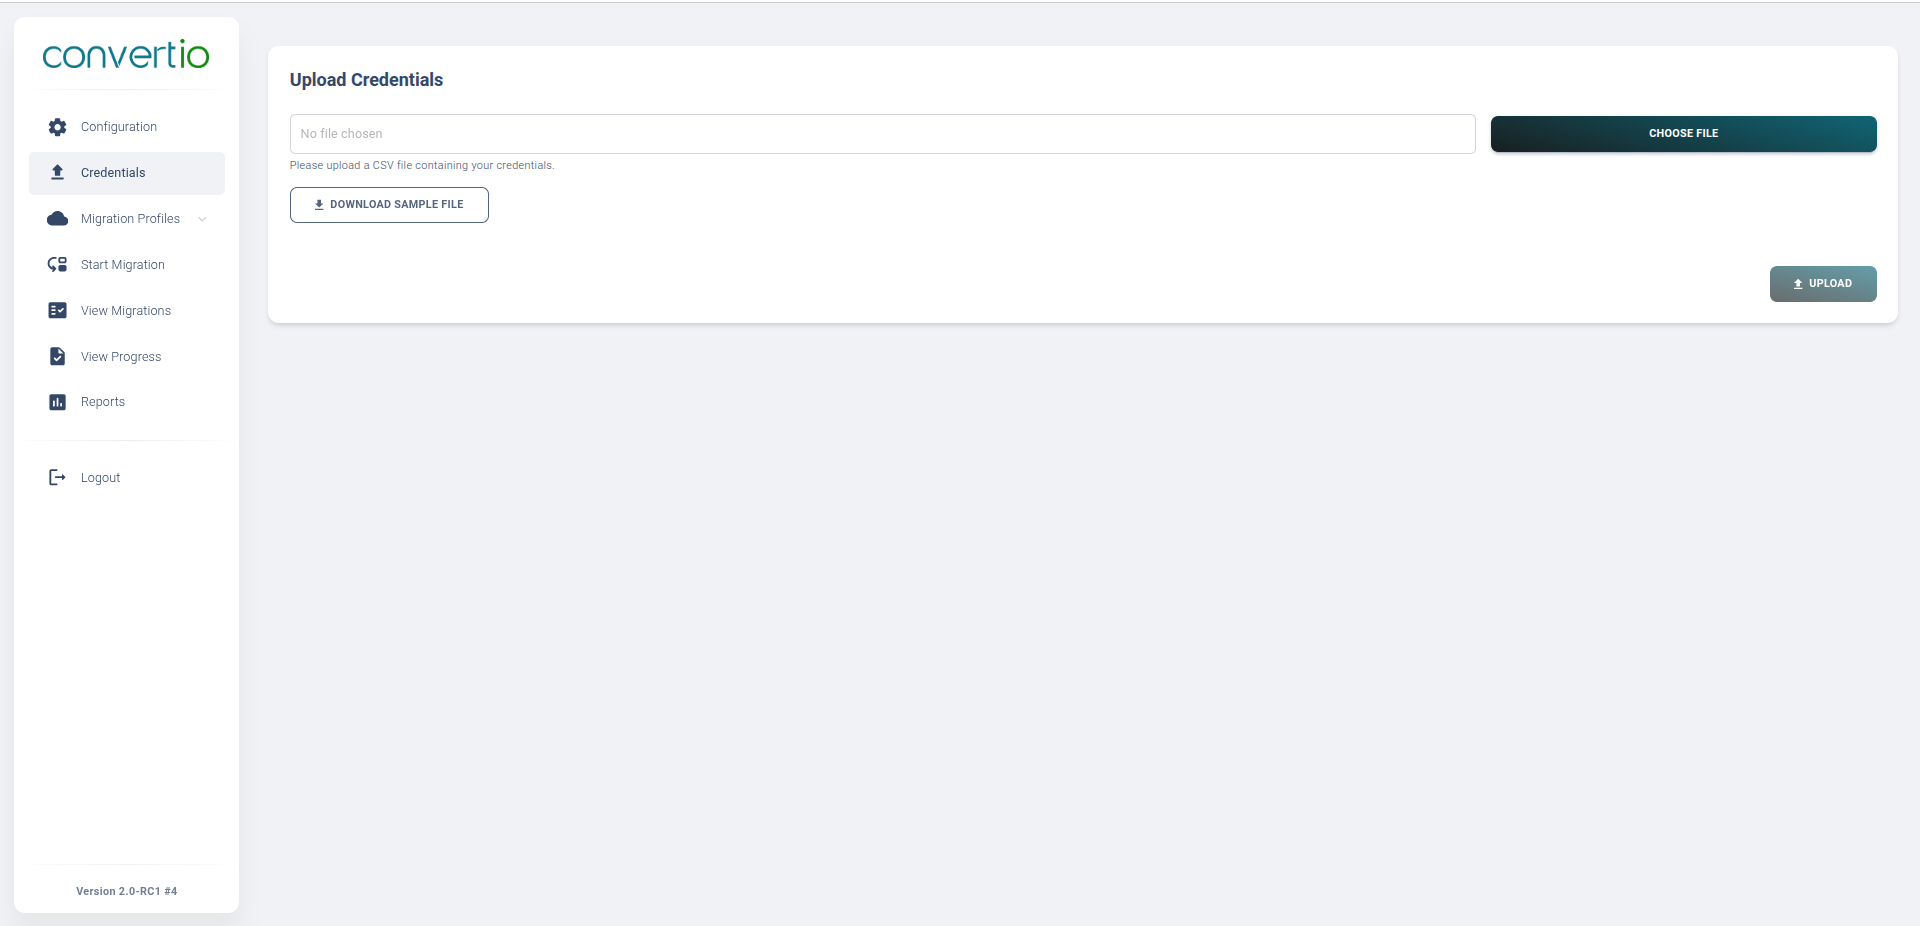 convertio
Configuration
Credentials
Migration Profiles
Start Migration
View Migrations
View Progress
Reports
Logout
Version 2.0-RC1 #4
Upload Credentials
No file chosen
CHOOSE FILE
Please upload a CSV file containing your credentials.
DOWNLOAD SAMPLE FILE
UPLOAD